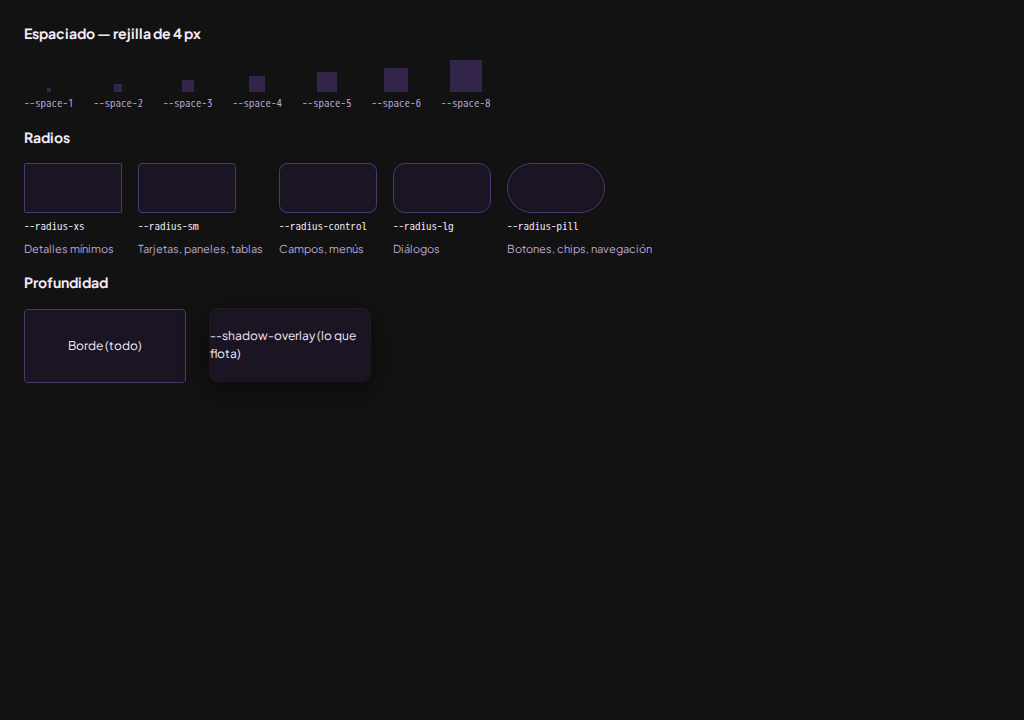 Espaciado — rejilla de 4 px
--space-1 --space-2 --space-3 --space-4 --space-5 --space-6 --space-8
Radios
--radius-xs --radius-sm --radius-control --radius-lg --radius-pill
Detalles mínimos Tarjetas, paneles, tablas Campos, menús Diálogos Botones, chips, navegación
Profundidad
Borde (todo)
--shadow-overlay (lo que
flota)